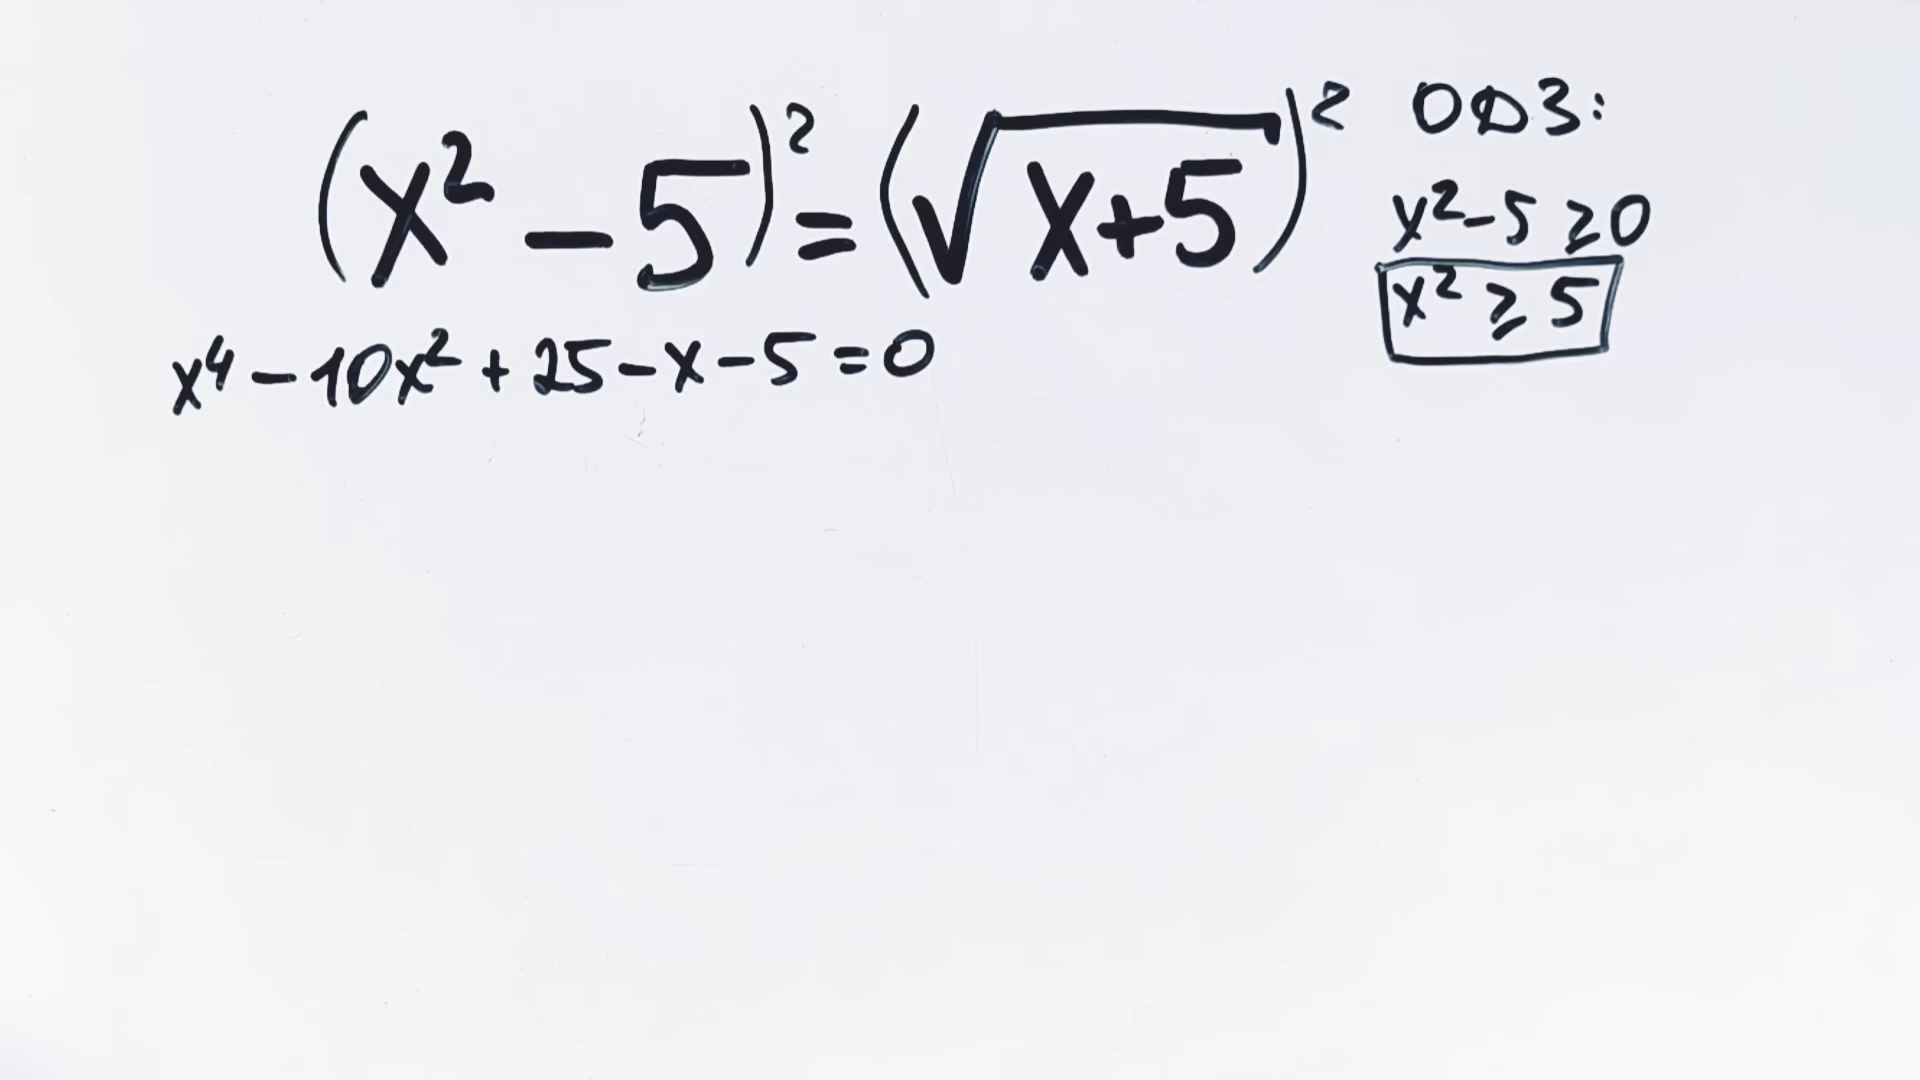 (x² – 5)² = (√x+5)²
ОДЗ:
x² – 5 ⩾ 0
x² ⩾ 5
x⁴ – 10x² + 25 – x – 5 = 0